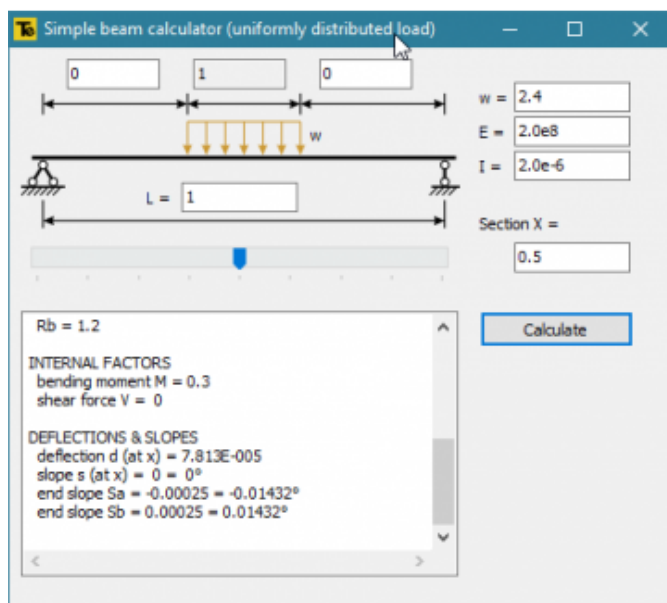 Simple beam calculator (uniformly distributed load)
0 1 0
w = 2.4
w
E = 2.0e8
I = 2.0e-6
L = 1
Section X =
0.5
Calculate
Rb = 1.2
INTERNAL FACTORS
bending moment M = 0.3
shear force V = 0
DEFLECTIONS & SLOPES
deflection d (at x) = 7.813E-005
slope s (at x) = 0 = 0°
end slope Sa = -0.00025 = -0.01432°
end slope Sb = 0.00025 = 0.01432°